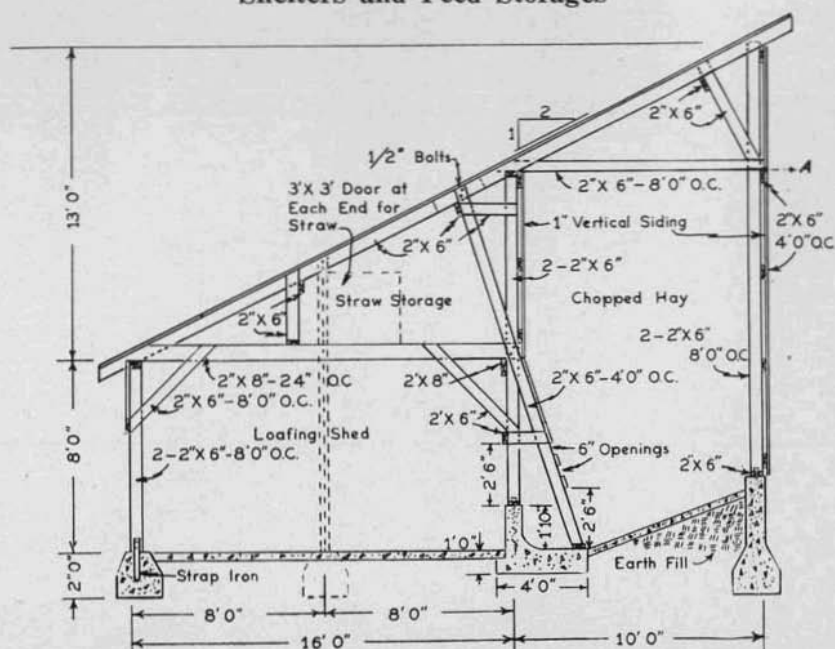 Shelters and Feed Storages
2
1
2"X 6"
A
1/2" Bolts
3'X 3' Door at
Each End for
Straw
2"X 6"-8'0" O.C.
1" Vertical Siding
2"X 6"
4'0" O.C
13' 0"
2"X 6"
2-2"X 6"
Straw Storage
Chopped Hay
2"X 6"
2-2"X 6"
8'0" O.C
2"X 8"-24" O.C
2'X 8"
2"X 6"-4'0" O.C.
2"X 6"-8'0" O.C.
2'X 6"
Loafing Shed
8' 0"
2-2"X 6"-8'0" O.C.
6" Openings
2' 6"
2"X 6"
1'10"
2'6"
1'0"
Earth Fill
Strap Iron
2' 0"
4'0"
8' 0"
8' 0"
16' 0"
10' 0"